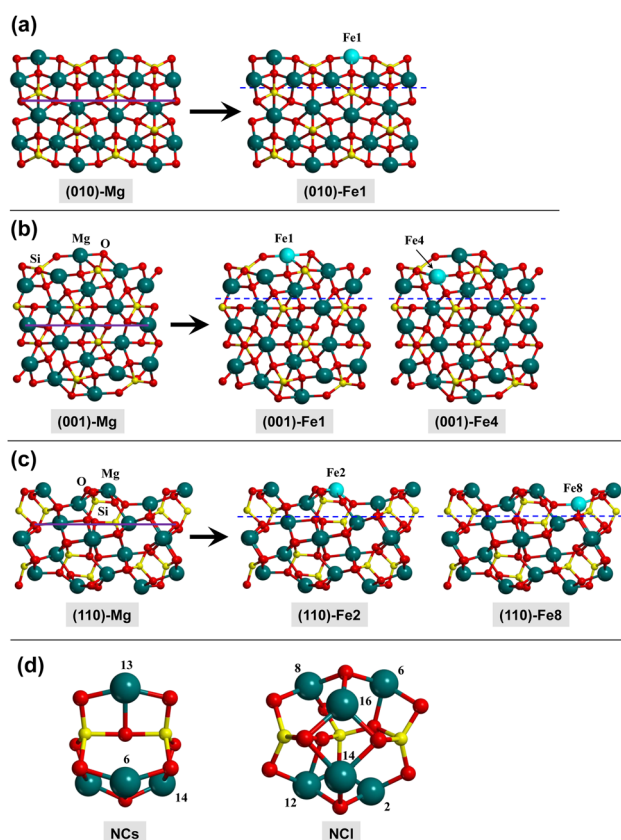 (a)
Fe1
(010)-Mg
(010)-Fe1
(b)
Mg
O
Si
Fe1
Fe4
(001)-Mg
(001)-Fe1
(001)-Fe4
(c)
O
Mg
Si
Fe2
Fe8
(110)-Mg
(110)-Fe2
(110)-Fe8
(d)
13
6
14
8
6
16
14
12
2
NCs
NCl